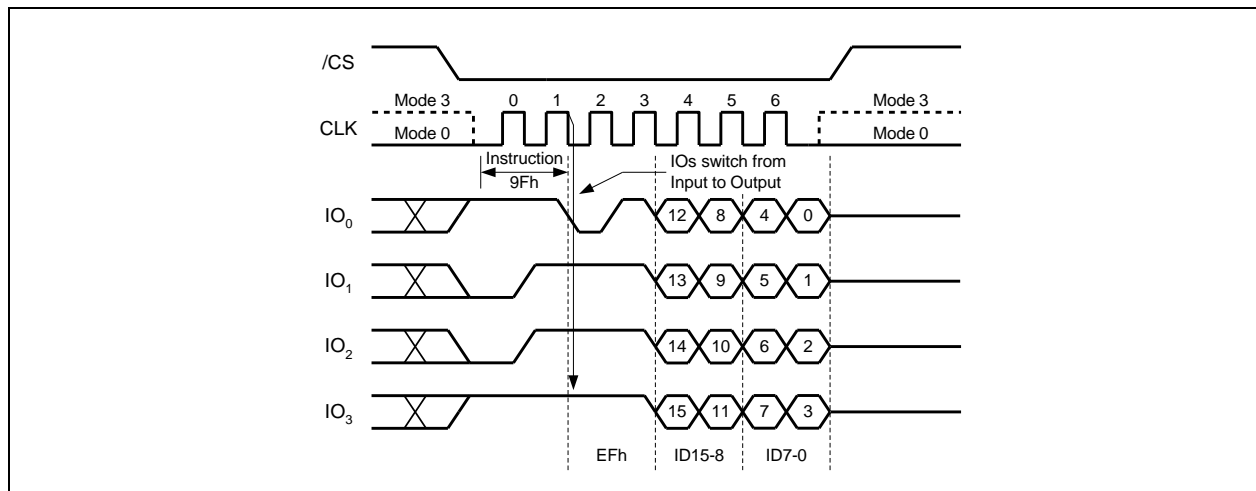 /CS
Mode 3 0 1 2 3 4 5 6 Mode 3
CLK
Mode 0 Mode 0
Instruction IOs switch from
9Fh Input to Output
IO0 12 8 4 0
IO1 13 9 5 1
IO2 14 10 6 2
IO3 15 11 7 3
EFh ID15-8 ID7-0